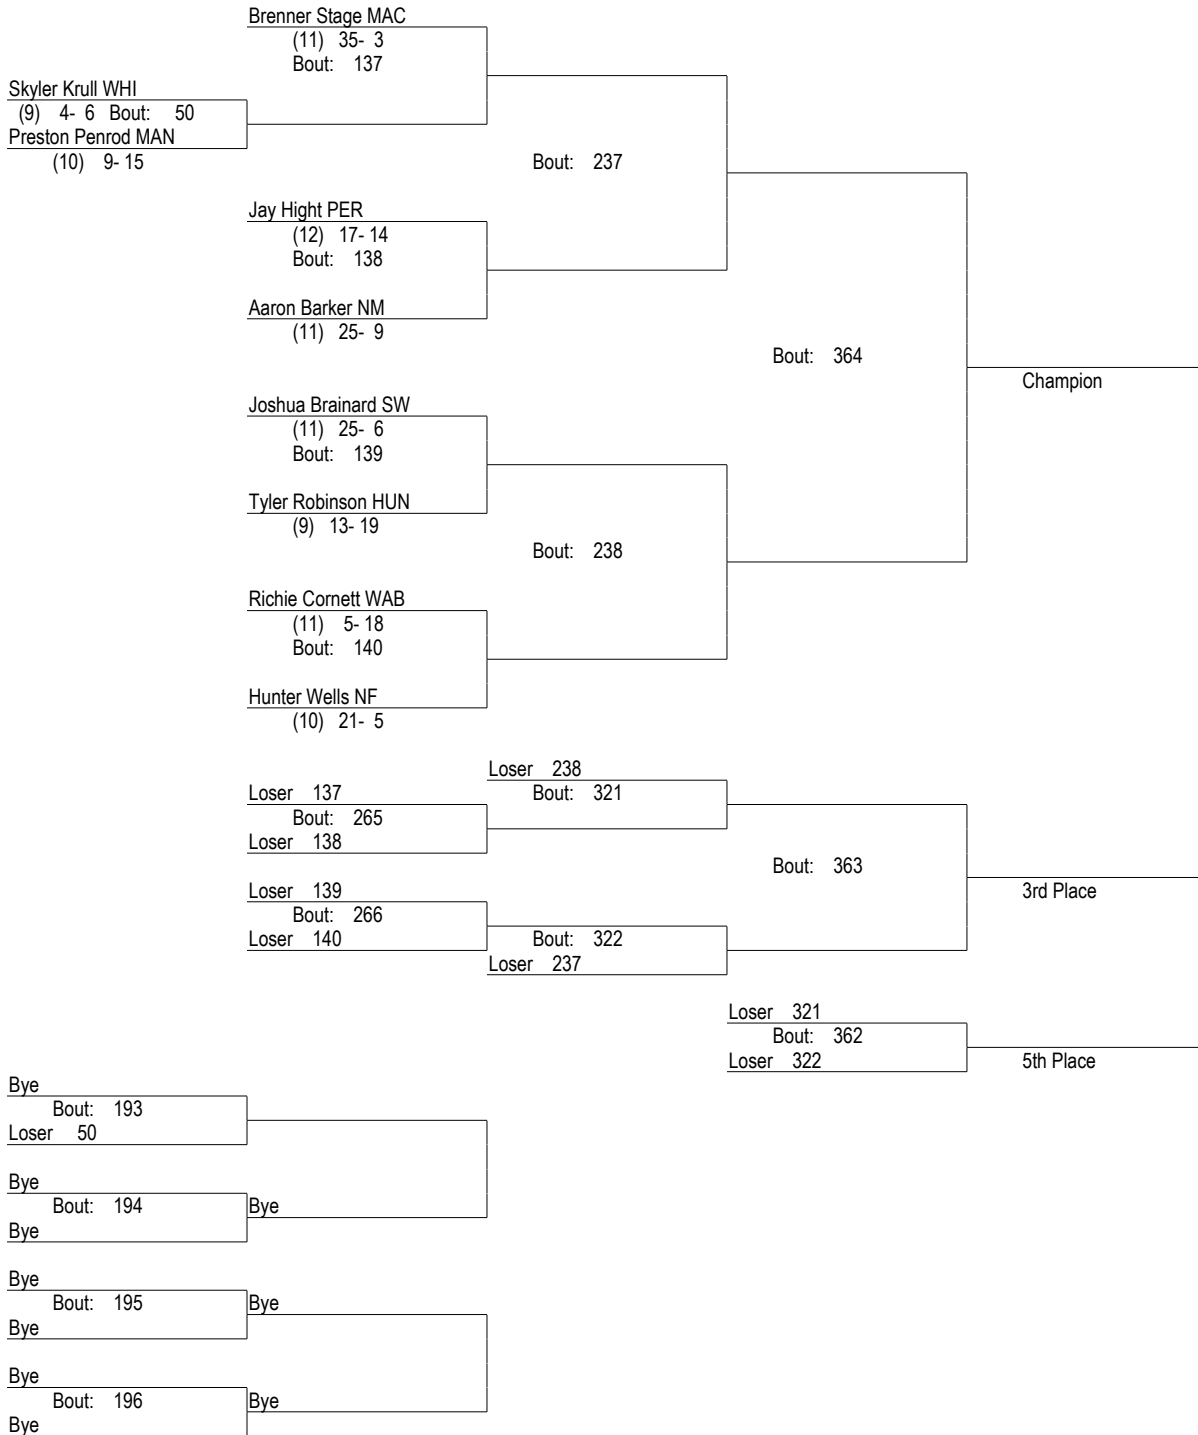 Brenner Stage MAC
(11) 35- 3
Bout: 137
Skyler Krull WHI
(9) 4- 6 Bout: 50
Preston Penrod MAN
(10) 9- 15
Bout: 237
Jay Hight PER
(12) 17- 14
Bout: 138
Aaron Barker NM
(11) 25- 9
Bout: 364
Champion
Joshua Brainard SW
(11) 25- 6
Bout: 139
Tyler Robinson HUN
(9) 13- 19
Bout: 238
Richie Cornett WAB
(11) 5- 18
Bout: 140
Hunter Wells NF
(10) 21- 5
Loser 238
Loser 137 Bout: 321
Bout: 265
Loser 138
Bout: 363
Loser 139 3rd Place
Bout: 266
Loser 140 Bout: 322
Loser 237
Loser 321
Bout: 362
Loser 322 5th Place
Bye
Bout: 193
Loser 50
Bye
Bout: 194 Bye
Bye
Bye
Bout: 195 Bye
Bye
Bye
Bout: 196 Bye
Bye